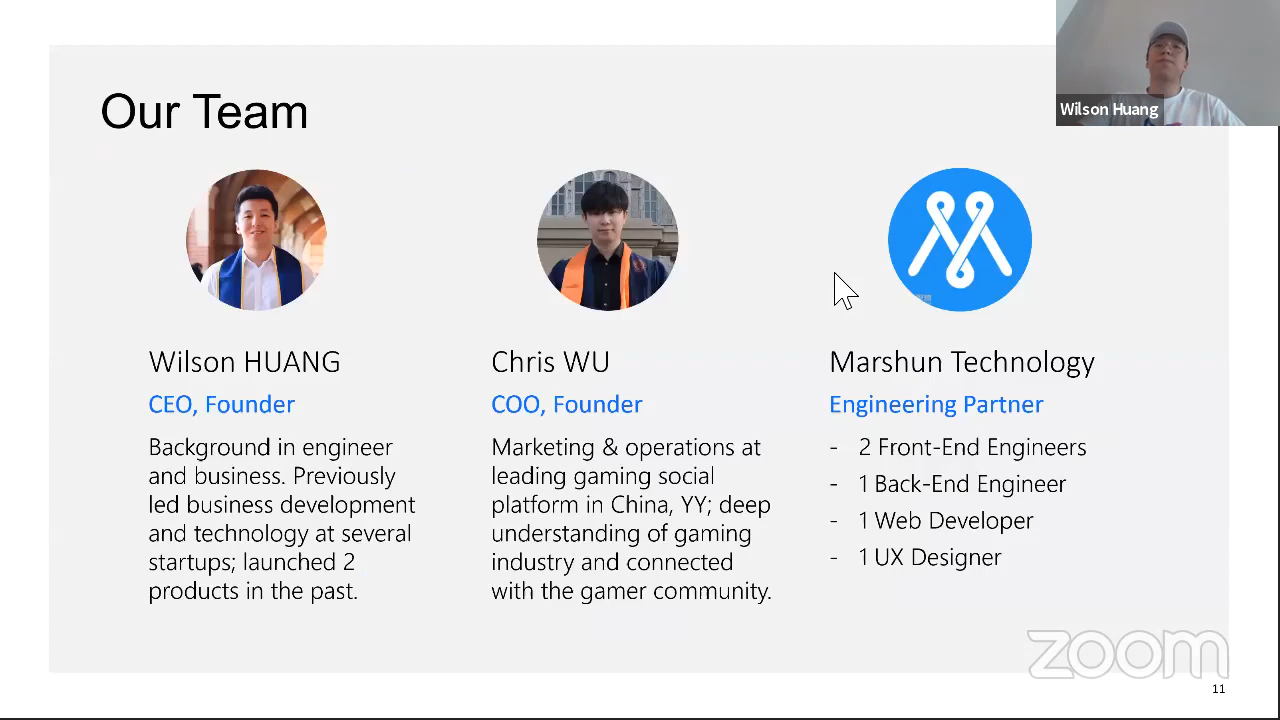 Our Team
Wilson Huang
Wilson HUANG
CEO, Founder
Background in engineer
and business. Previously
led business development
and technology at several
startups; launched 2
products in the past.
Chris WU
COO, Founder
Marketing & operations at
leading gaming social
platform in China, YY; deep
understanding of gaming
industry and connected
with the gamer community.
Marshun Technology
Engineering Partner
- 2 Front-End Engineers
- 1 Back-End Engineer
- 1 Web Developer
- 1 UX Designer
zoom
11